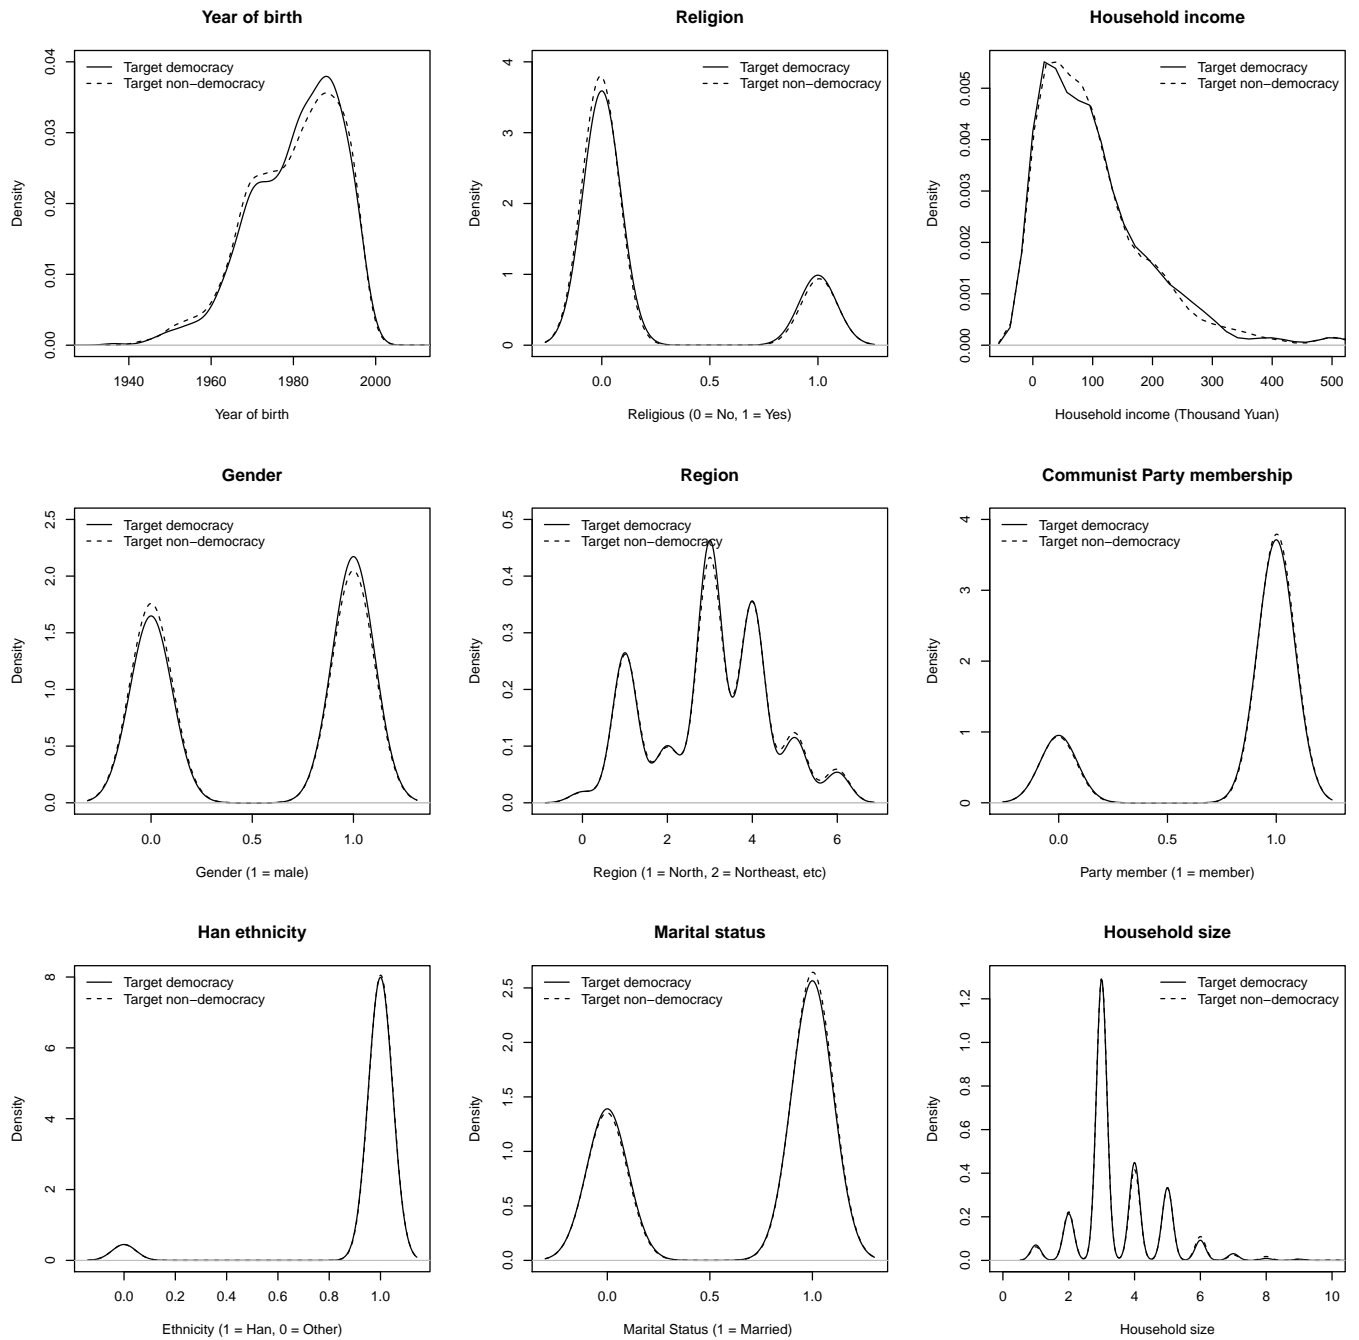 Year of birth
Target democracy
Target non−democracy
Density
0.00
0.01
0.02
0.03
0.04
1940 1960 1980 2000
Year of birth
Religion
Target democracy
Target non−democracy
Density
0
1
2
3
4
0.0 0.5 1.0
Religious (0 = No, 1 = Yes)
Household income
Target democracy
Target non−democracy
Density
0.000
0.001
0.002
0.003
0.004
0.005
0 100 200 300 400 500
Household income (Thousand Yuan)
Gender
Target democracy
Target non−democracy
Density
0.0
0.5
1.0
1.5
2.0
2.5
0.0 0.5 1.0
Gender (1 = male)
Region
Target democracy
Target non−democracy
Density
0.0
0.1
0.2
0.3
0.4
0.5
0 2 4 6
Region (1 = North, 2 = Northeast, etc)
Communist Party membership
Target democracy
Target non−democracy
Density
0
1
2
3
4
0.0 0.5 1.0
Party member (1 = member)
Han ethnicity
Target democracy
Target non−democracy
Density
0
2
4
6
8
0.0 0.2 0.4 0.6 0.8 1.0
Ethnicity (1 = Han, 0 = Other)
Marital status
Target democracy
Target non−democracy
Density
0.0
0.5
1.0
1.5
2.0
2.5
0.0 0.5 1.0
Marital Status (1 = Married)
Household size
Target democracy
Target non−democracy
Density
0.0
0.2
0.4
0.6
0.8
1.0
1.2
0 2 4 6 8 10
Household size